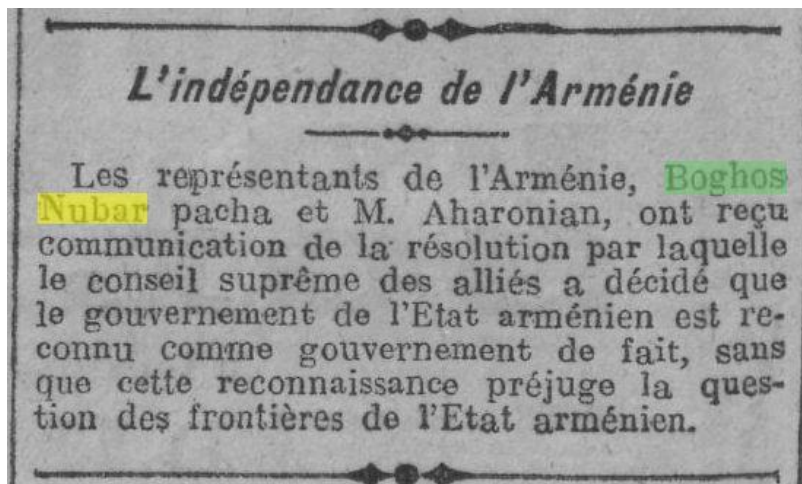 L'indépendance de l'Arménie
Les représentants de l'Arménie, Boghos
Nubar pacha et M. Aharonian, ont reçu
communication de la résolution par laquelle
le conseil suprême des alliés a décidé que
le gouvernement de l'Etat arménien est re-
connu comme gouvernement de fait, sans
que cette reconnaissance préjuge la ques-
tion des frontières de l'Etat arménien.